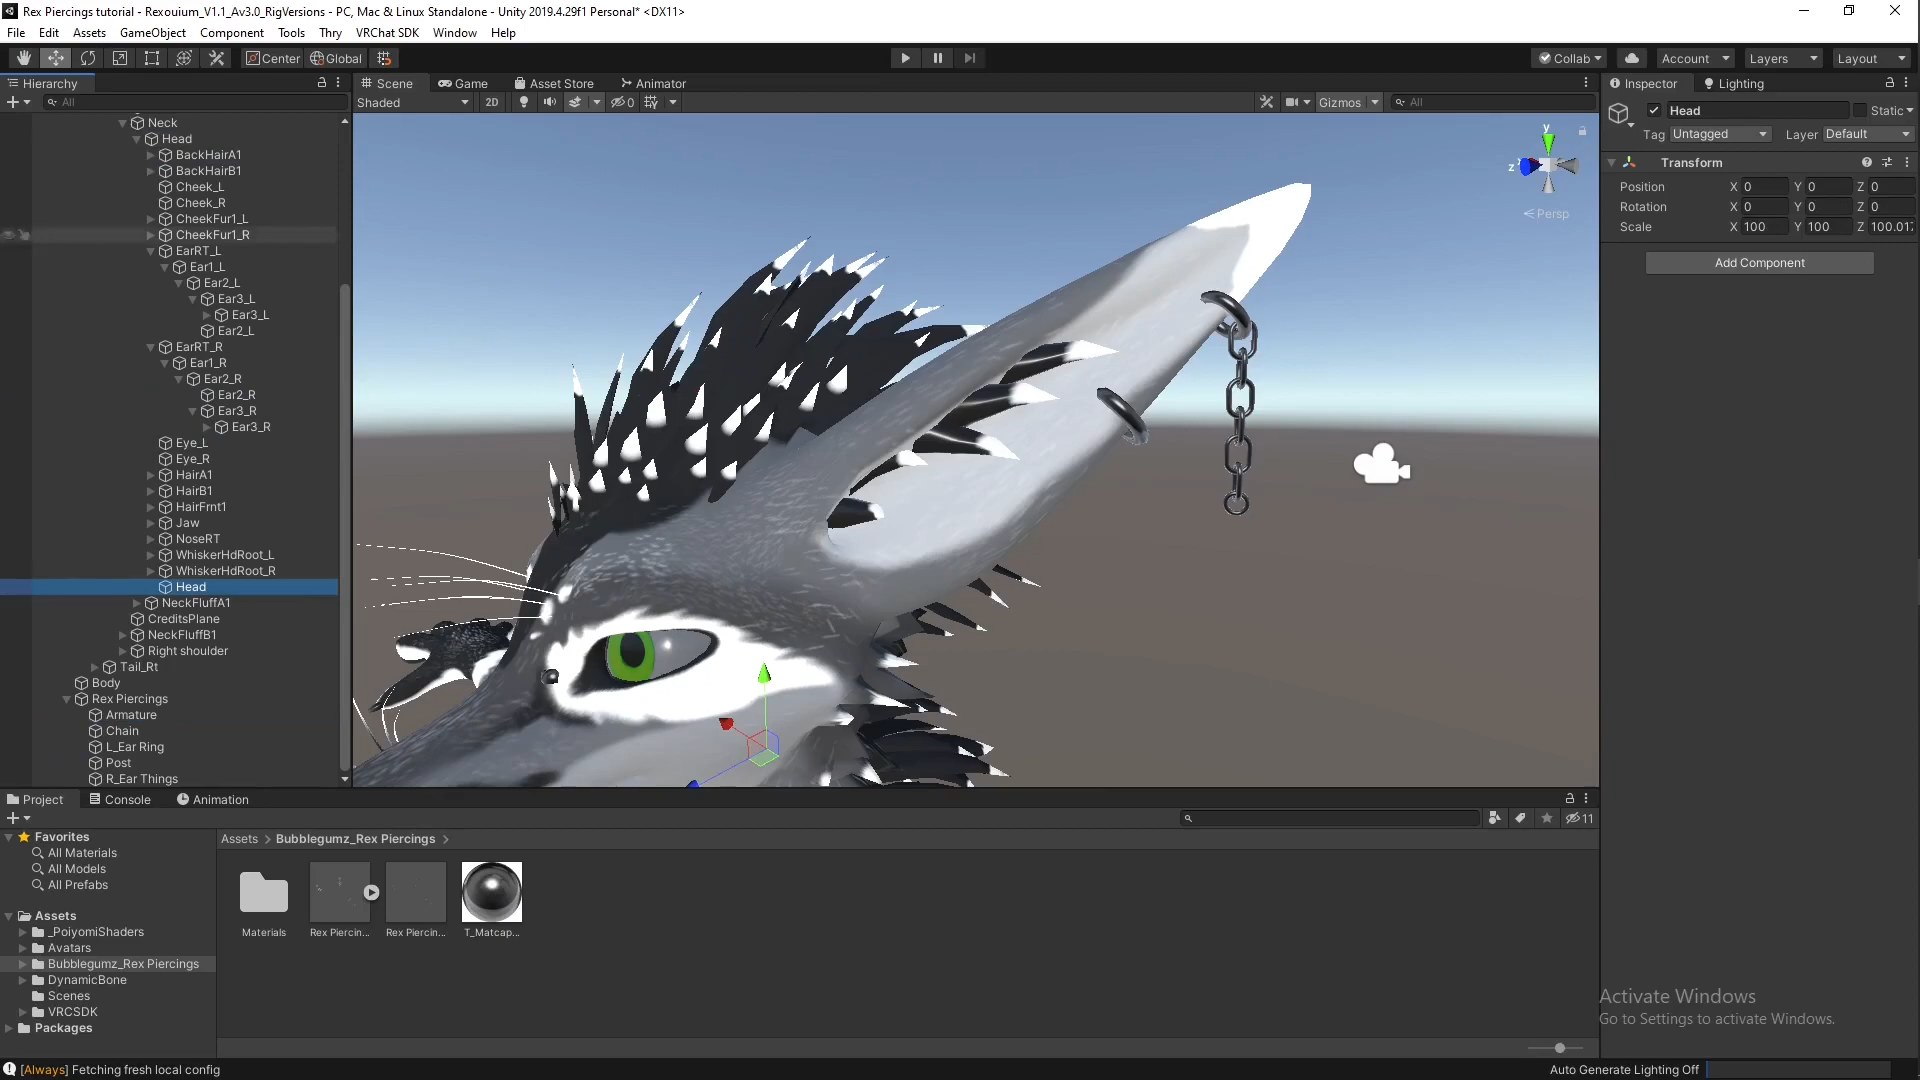 Rex Piercings tutorial - Rexouium_V1.1_Av3.0_RigVersions - PC, Mac & Linux Standalone - Unity 2019.4.29f1 Personal* <DX11>
File Edit Assets GameObject Component Tools Thry VRChat SDK Window Help
Center Global Collab Account Layers Layout
Hierarchy Scene Game Asset Store Animator Inspector Lighting
All Shaded 2D 0 Gizmos All
Head Static
Tag Untagged Layer Default
Transform
Position X 0 Y 0 Z 0
Rotation X 0 Y 0 Z 0
Scale X 100 Y 100 Z 100.01
Add Component
Neck
Head
BackHairA1
BackHairB1
Cheek_L
Cheek_R
CheekFur1_L
CheekFur1_R
EarRT_L
Ear1_L
Ear2_L
Ear3_L
Ear3_L
Ear2_L
EarRT_R
Ear1_R
Ear2_R
Ear2_R
Ear3_R
Ear3_R
Eye_L
Eye_R
HairA1
HairB1
HairFrnt1
Jaw
NoseRT
WhiskerHdRoot_L
WhiskerHdRoot_R
Head
NeckFluffA1
CreditsPlane
NeckFluffB1
Right shoulder
Tail_Rt
Body
Rex Piercings
Armature
Chain
L_Ear Ring
Post
R_Ear Things
y
z
Persp
Project Console Animation
11
Favorites
All Materials
All Models
All Prefabs
Assets
_PoiyomiShaders
Avatars
Bubblegumz_Rex Piercings
DynamicBone
Scenes
VRCSDK
Packages
Assets > Bubblegumz_Rex Piercings >
Materials Rex Piercin... Rex Piercin... T_Matcap...
Activate Windows
Go to Settings to activate Windows.
[Always] Fetching fresh local config
Auto Generate Lighting Off